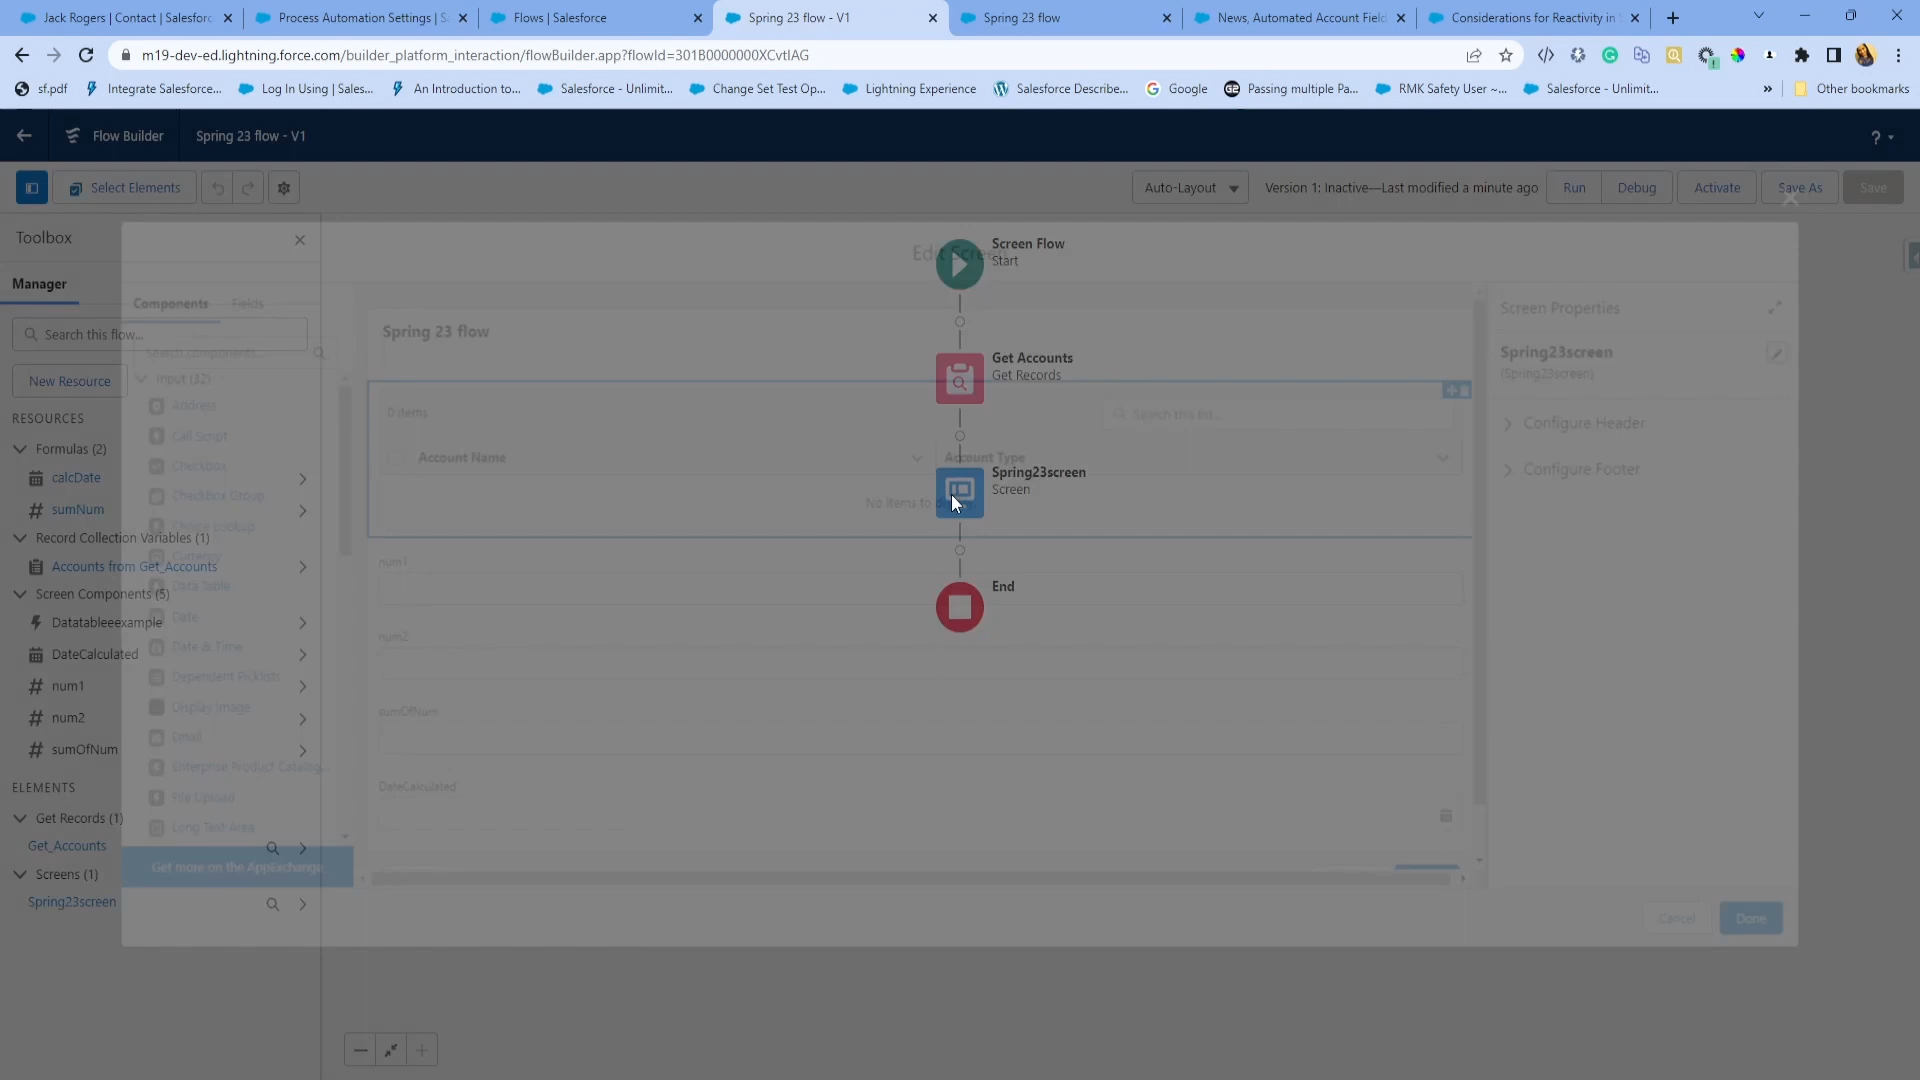 Jack Rogers | Contact | Salesforc
Process Automation Settings | S
Flows | Salesforce
Spring 23 flow - V1
Spring 23 flow
News, Automated Account Field
Considerations for Reactivity in
m19-dev-ed.lightning.force.com/builder_platform_interaction/flowBuilder.app?flowId=301B0000000XCvtIAG
sf.pdf
Integrate Salesforce...
Log In Using | Sales...
An Introduction to...
Salesforce - Unlimit...
Change Set Test Op...
Lightning Experience
Salesforce Describe...
Google
Passing multiple Pa...
RMK Safety User ~...
Salesforce - Unlimit...
»
Other bookmarks
Flow Builder
Spring 23 flow - V1
?
Select Elements
Auto-Layout
Version 1: Inactive—Last modified a minute ago
Run
Debug
Activate
Save As
Save
Toolbox
Manager
Search this flow...
New Resource
RESOURCES
Formulas (2)
calcDate
sumNum
Record Collection Variables (1)
Accounts from Get_Accounts
Screen Components (5)
Datatableeexample
DateCalculated
num1
num2
sumOfNum
ELEMENTS
Get Records (1)
Get_Accounts
Screens (1)
Spring23screen
Edit Screen
Components
Fields
Search components...
Input (32)
Address
Call Script
Checkbox
CheckBox Group
Choice Lookup
Currency
Data Table
Date
Date & Time
Dependent Picklists
Display Image
Email
Enterprise Product Catalog...
File Upload
Long Text Area
Get more on the AppExchange
Spring 23 flow
0 items
Search this list...
Account Name
Account Type
No items to
num1
num2
sumOfNum
DateCalculated
Screen Flow
Start
Get Accounts
Get Records
Spring23screen
Screen
End
Screen Properties
Spring23screen
(Spring23screen)
Configure Header
Configure Footer
Cancel
Done